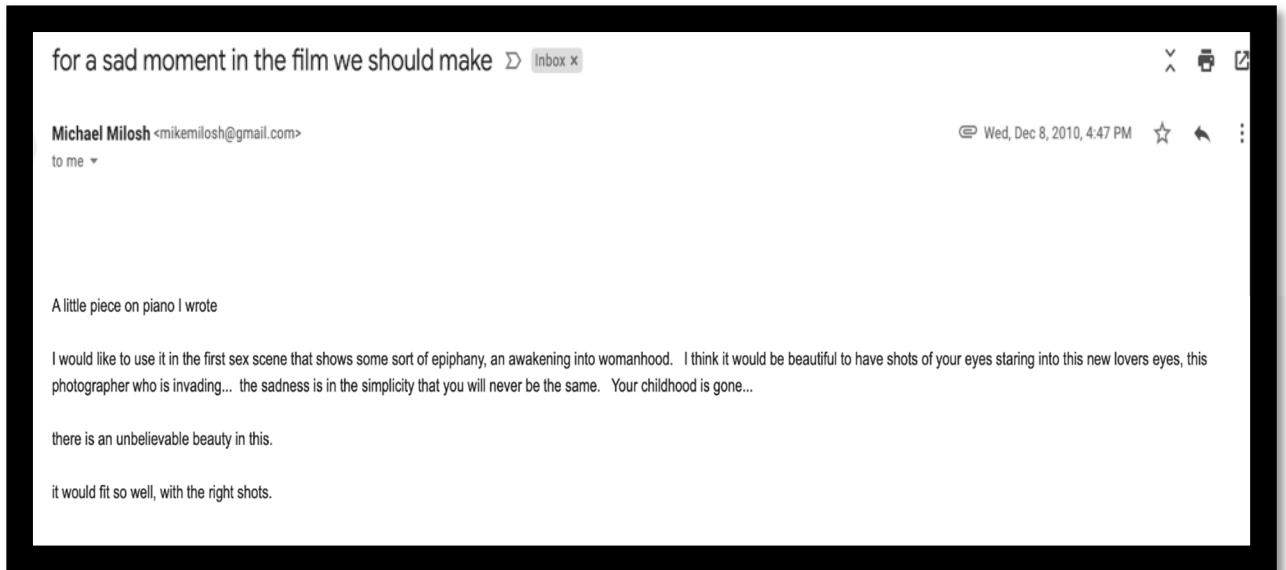 for a sad moment in the film we should make Inbox x
Michael Milosh <mikemilosh@gmail.com> Wed, Dec 8, 2010, 4:47 PM
to me
A little piece on piano I wrote
I would like to use it in the first sex scene that shows some sort of epiphany, an awakening into womanhood. I think it would be beautiful to have shots of your eyes staring into this new lovers eyes, this
photographer who is invading... the sadness is in the simplicity that you will never be the same. Your childhood is gone...
there is an unbelievable beauty in this.
it would fit so well, with the right shots.